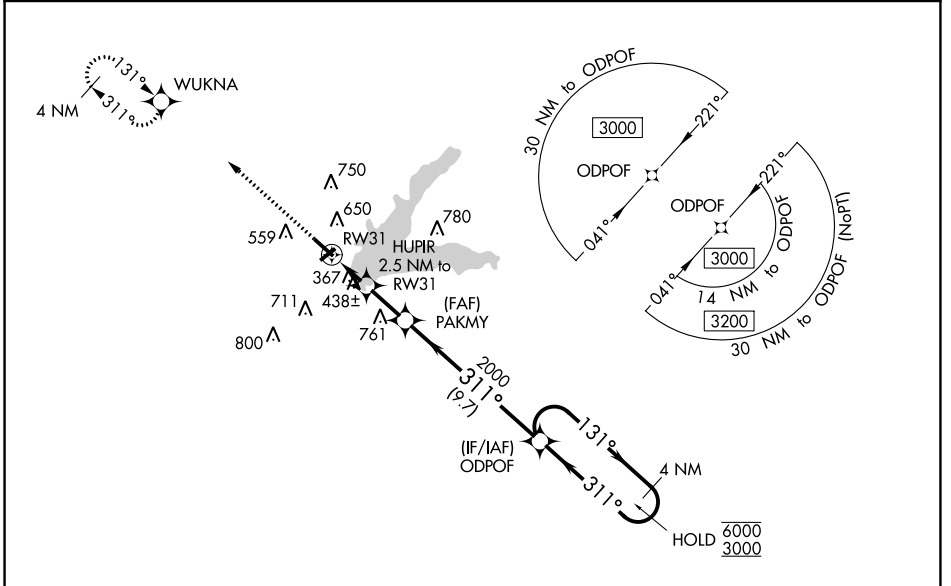 131°
WUKNA
4 NM
311°
30 NM to ODPOF
3000
221°
ODPOF
041°
221°
ODPOF
3000
041°
14 NM to ODPOF
3200
30 NM to ODPOF (NoPT)
750
650
780
559
RW31
HUPIR
2.5 NM to
RW31
367
438±
(FAF)
PAKMY
711
761
800
2000
311°
(9.7)
(IF/IAF)
ODPOF
131°
4 NM
311°
HOLD 6000
3000